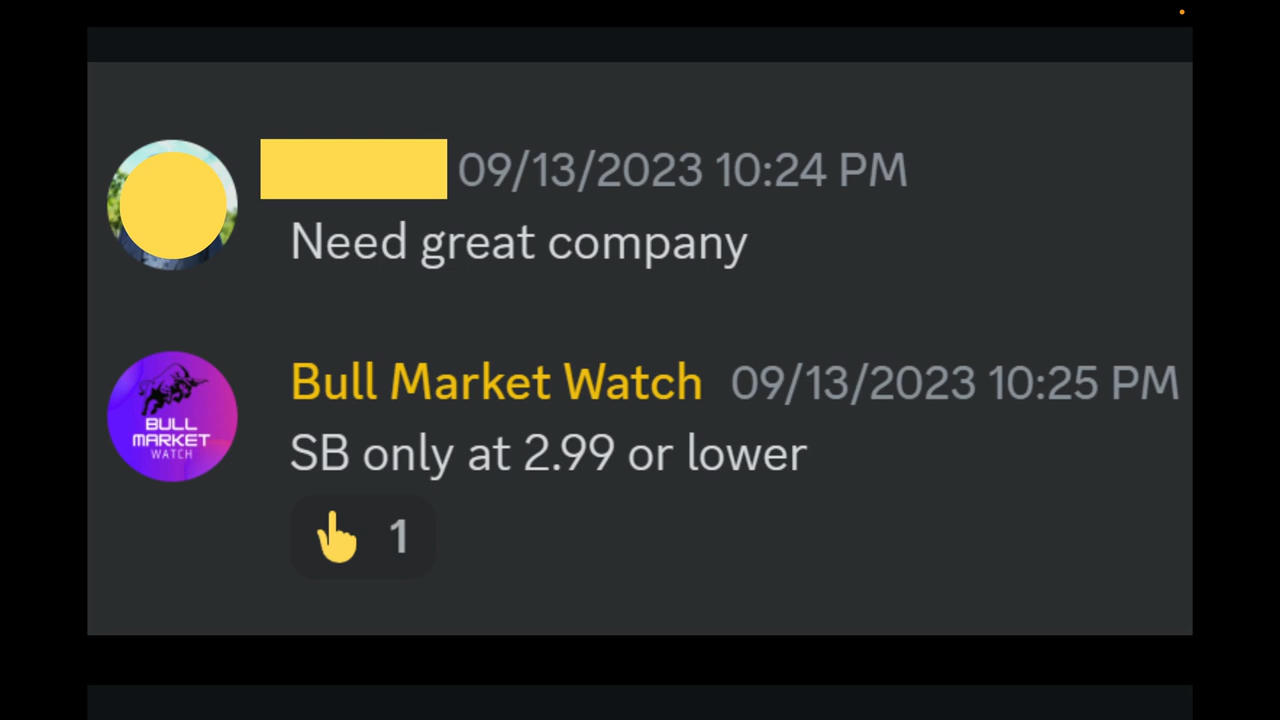 09/13/2023 10:24 PM
Need great company
Bull Market Watch 09/13/2023 10:25 PM
BULL
MARKET
WATCH
SB only at 2.99 or lower
👆 1